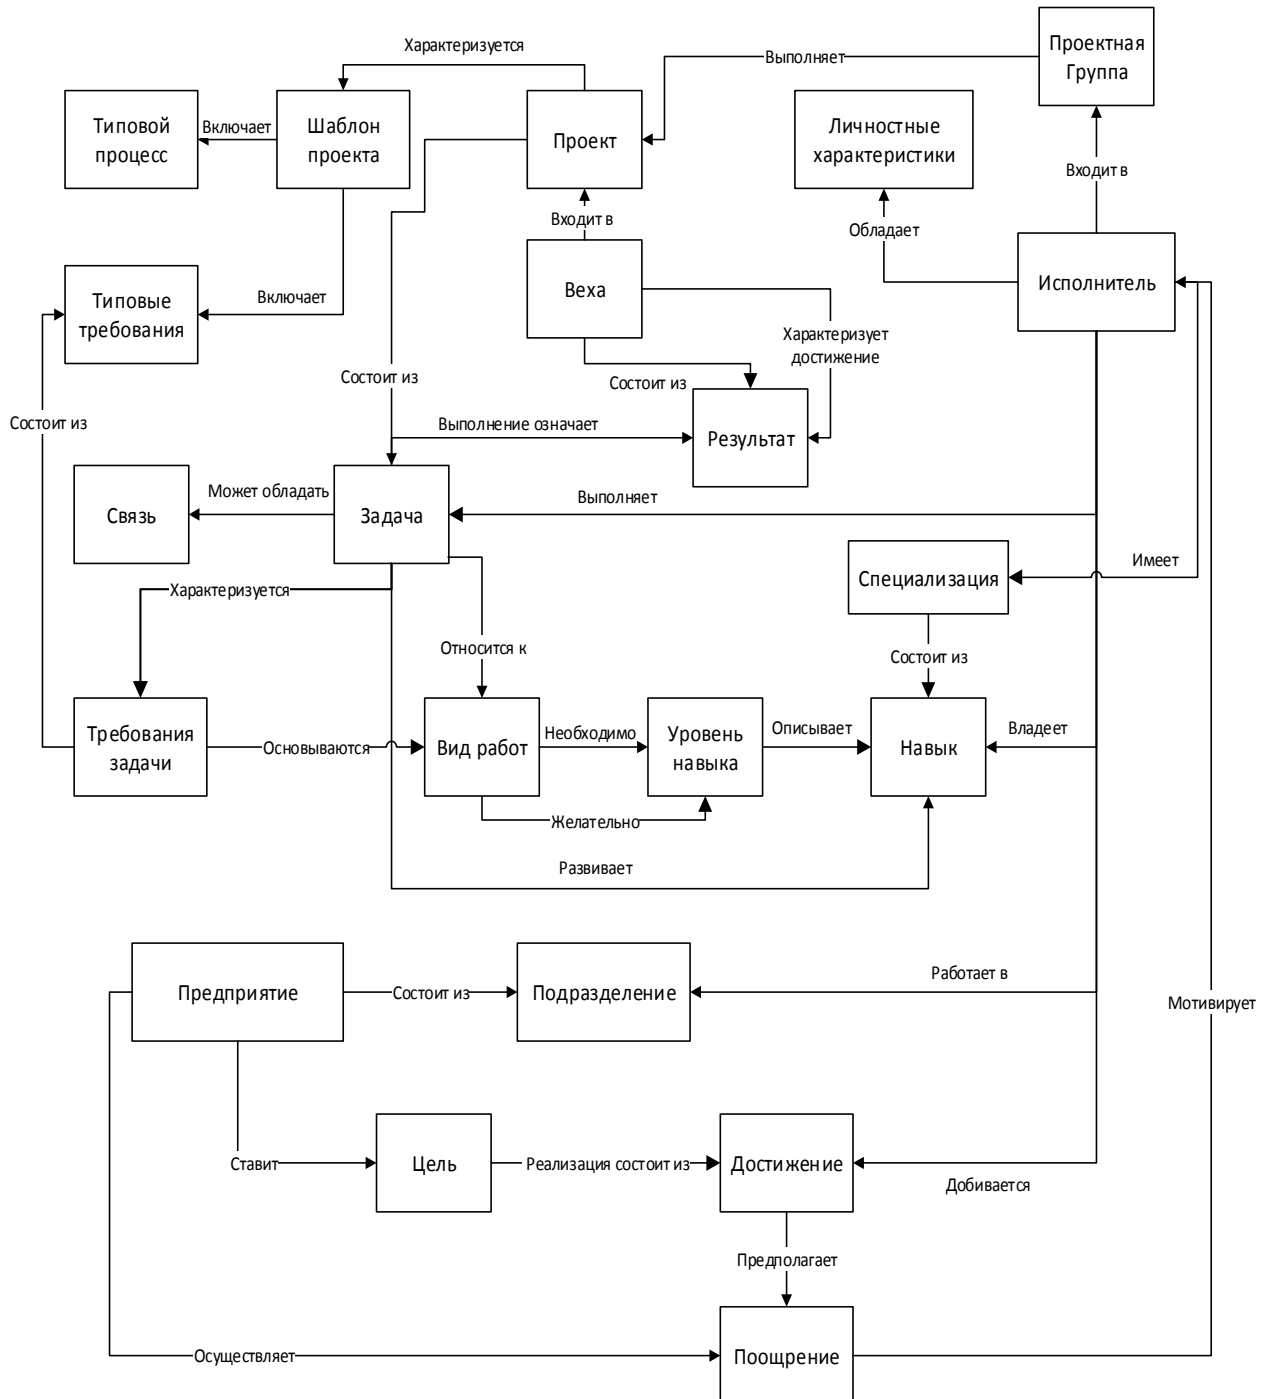 Характеризуется
Проектная
Группа
Выполняет
Типовой
процесс
Включает
Шаблон
проекта
Проект
Личностные
характеристики
Входит в
Входит в
Обладает
Типовые
требования
Включает
Веха
Исполнитель
Характеризует
достижение
Состоит из
Состоит из
Состоит из
Выполнение означает
Результат
Может обладать
Выполняет
Связь
Задача
Имеет
Специализация
Характеризуется
Относится к
Состоит из
Требования
задачи
Основываются
Вид работ
Необходимо
Уровень
навыка
Описывает
Навык
Владеет
Желательно
Развивает
Предприятие
Состоит из
Подразделение
Работает в
Мотивирует
Ставит
Цель
Реализация состоит из
Достижение
Добивается
Предполагает
Осуществляет
Поощрение